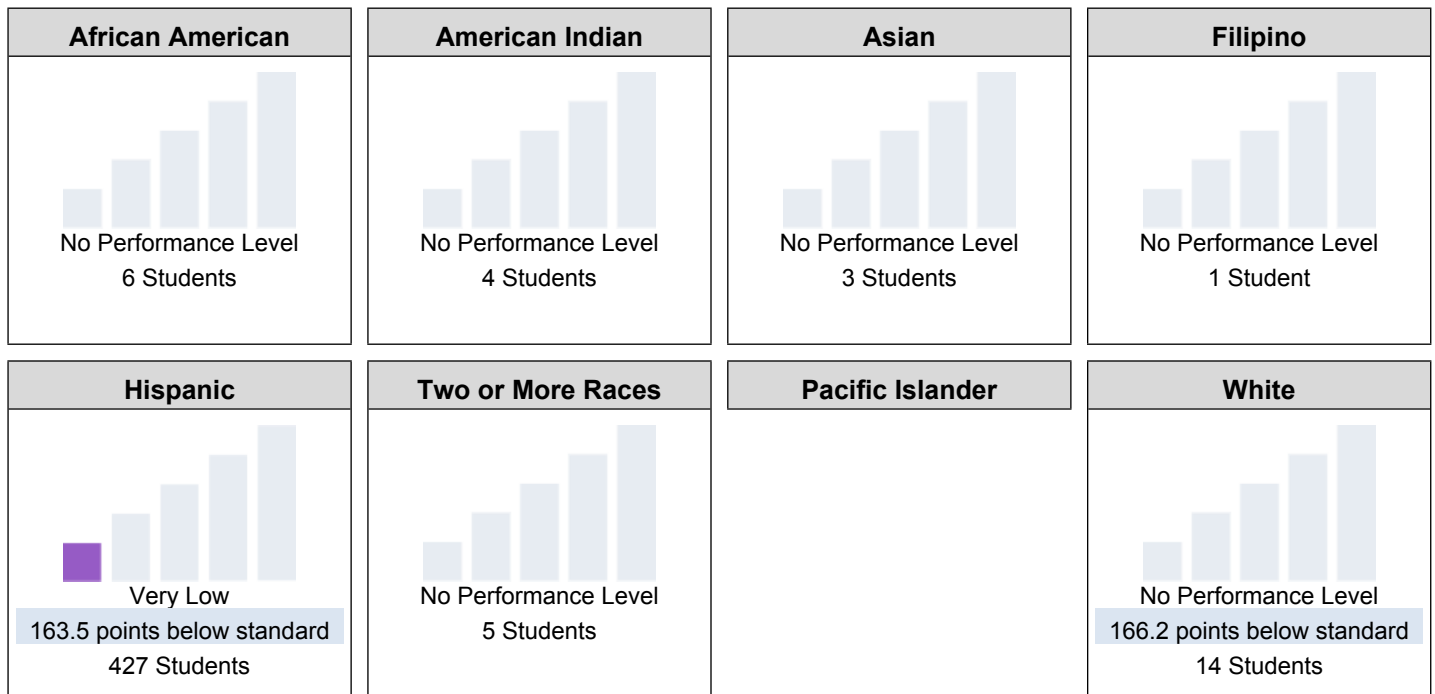 African American
No Performance Level
6 Students
American Indian
No Performance Level
4 Students
Asian
No Performance Level
3 Students
Filipino
No Performance Level
1 Student
Hispanic
Very Low
163.5 points below standard
427 Students
Two or More Races
No Performance Level
5 Students
Pacific Islander
White
No Performance Level
166.2 points below standard
14 Students